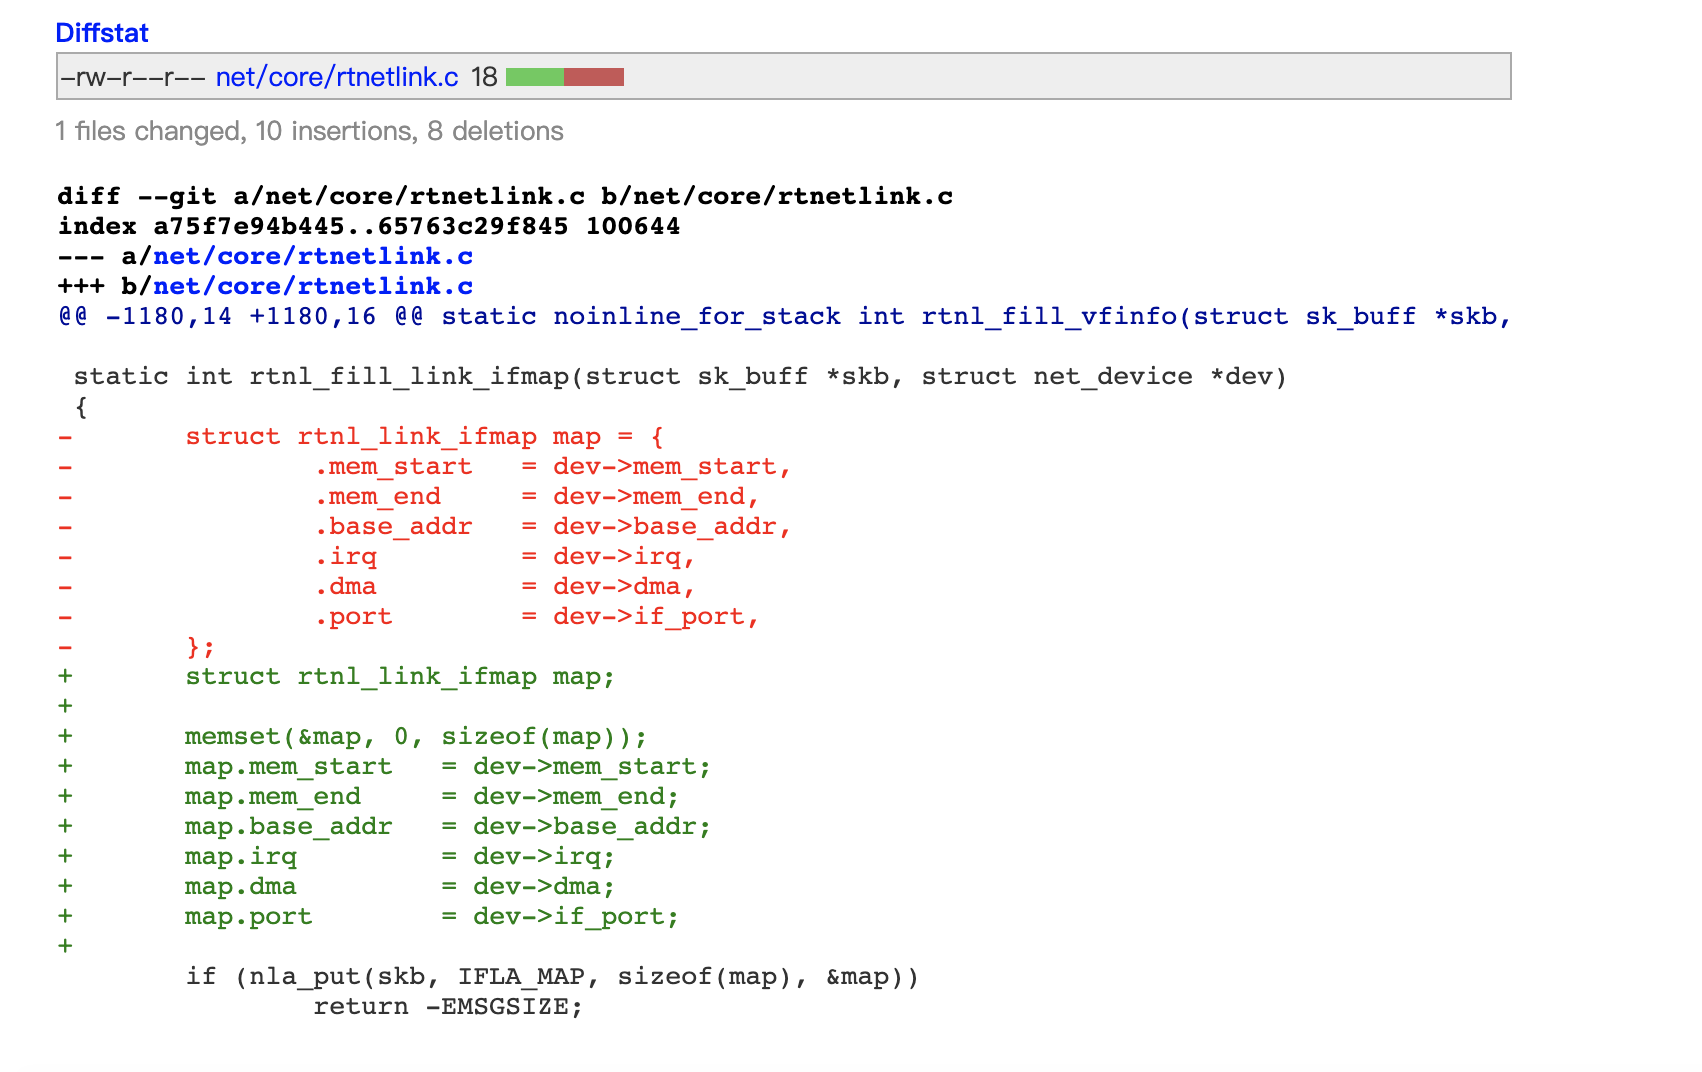 Diffstat
-rw-r--r-- net/core/rtnetlink.c 18
1 files changed, 10 insertions, 8 deletions
diff --git a/net/core/rtnetlink.c b/net/core/rtnetlink.c
index a75f7e94b445..65763c29f845 100644
--- a/net/core/rtnetlink.c
+++ b/net/core/rtnetlink.c
@@ -1180,14 +1180,16 @@ static noinline_for_stack int rtnl_fill_vfinfo(struct sk_buff *skb,
 static int rtnl_fill_link_ifmap(struct sk_buff *skb, struct net_device *dev)
 {
-	struct rtnl_link_ifmap map = {
-		.mem_start   = dev->mem_start,
-		.mem_end     = dev->mem_end,
-		.base_addr   = dev->base_addr,
-		.irq         = dev->irq,
-		.dma         = dev->dma,
-		.port        = dev->if_port,
-	};
+	struct rtnl_link_ifmap map;
+
+	memset(&map, 0, sizeof(map));
+	map.mem_start   = dev->mem_start;
+	map.mem_end     = dev->mem_end;
+	map.base_addr   = dev->base_addr;
+	map.irq         = dev->irq;
+	map.dma         = dev->dma;
+	map.port        = dev->if_port;
+
 	if (nla_put(skb, IFLA_MAP, sizeof(map), &map))
 		return -EMSGSIZE;